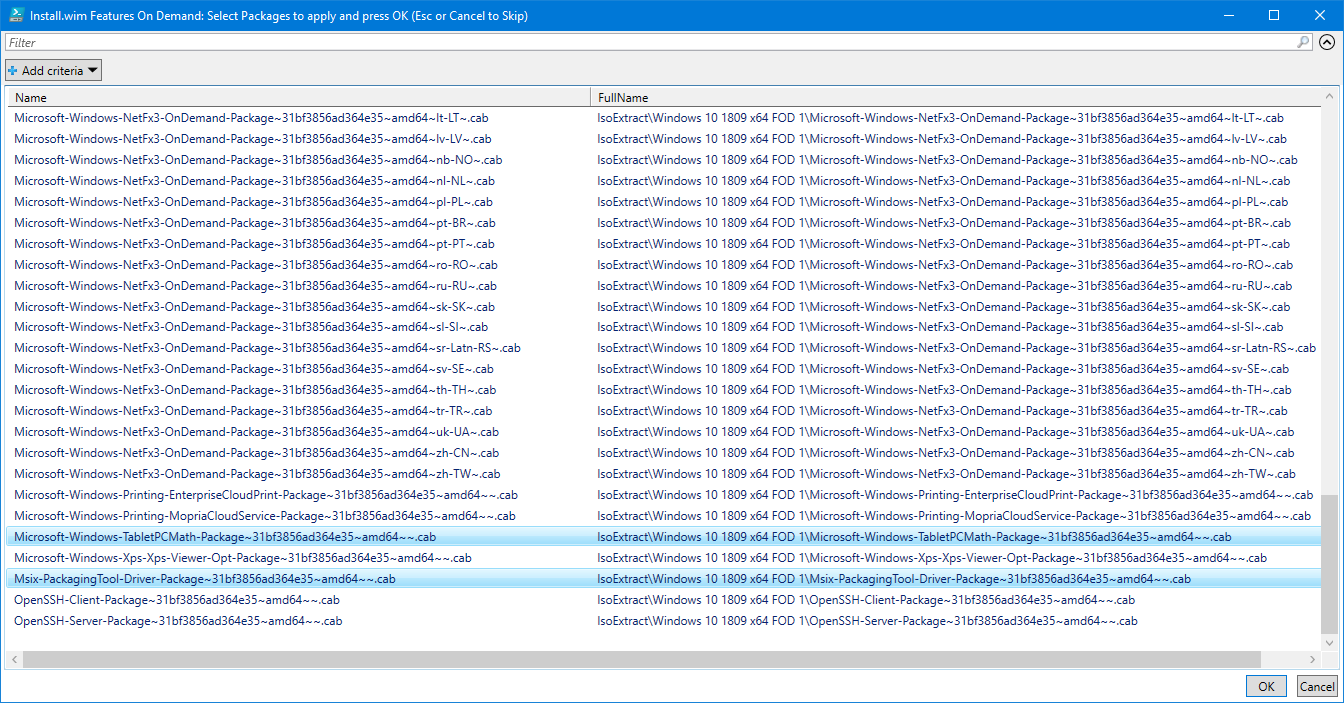 Install.wim Features On Demand: Select Packages to apply and press OK (Esc or Cancel to Skip)
Filter
Add criteria
Name FullName
Microsoft-Windows-NetFx3-OnDemand-Package~31bf3856ad364e35~amd64~lt-LT~.cab IsoExtract\Windows 10 1809 x64 FOD 1\Microsoft-Windows-NetFx3-OnDemand-Package~31bf3856ad364e35~amd64~lt-LT~.cab
Microsoft-Windows-NetFx3-OnDemand-Package~31bf3856ad364e35~amd64~lv-LV~.cab IsoExtract\Windows 10 1809 x64 FOD 1\Microsoft-Windows-NetFx3-OnDemand-Package~31bf3856ad364e35~amd64~lv-LV~.cab
Microsoft-Windows-NetFx3-OnDemand-Package~31bf3856ad364e35~amd64~nb-NO~.cab IsoExtract\Windows 10 1809 x64 FOD 1\Microsoft-Windows-NetFx3-OnDemand-Package~31bf3856ad364e35~amd64~nb-NO~.cab
Microsoft-Windows-NetFx3-OnDemand-Package~31bf3856ad364e35~amd64~nl-NL~.cab IsoExtract\Windows 10 1809 x64 FOD 1\Microsoft-Windows-NetFx3-OnDemand-Package~31bf3856ad364e35~amd64~nl-NL~.cab
Microsoft-Windows-NetFx3-OnDemand-Package~31bf3856ad364e35~amd64~pl-PL~.cab IsoExtract\Windows 10 1809 x64 FOD 1\Microsoft-Windows-NetFx3-OnDemand-Package~31bf3856ad364e35~amd64~pl-PL~.cab
Microsoft-Windows-NetFx3-OnDemand-Package~31bf3856ad364e35~amd64~pt-BR~.cab IsoExtract\Windows 10 1809 x64 FOD 1\Microsoft-Windows-NetFx3-OnDemand-Package~31bf3856ad364e35~amd64~pt-BR~.cab
Microsoft-Windows-NetFx3-OnDemand-Package~31bf3856ad364e35~amd64~pt-PT~.cab IsoExtract\Windows 10 1809 x64 FOD 1\Microsoft-Windows-NetFx3-OnDemand-Package~31bf3856ad364e35~amd64~pt-PT~.cab
Microsoft-Windows-NetFx3-OnDemand-Package~31bf3856ad364e35~amd64~ro-RO~.cab IsoExtract\Windows 10 1809 x64 FOD 1\Microsoft-Windows-NetFx3-OnDemand-Package~31bf3856ad364e35~amd64~ro-RO~.cab
Microsoft-Windows-NetFx3-OnDemand-Package~31bf3856ad364e35~amd64~ru-RU~.cab IsoExtract\Windows 10 1809 x64 FOD 1\Microsoft-Windows-NetFx3-OnDemand-Package~31bf3856ad364e35~amd64~ru-RU~.cab
Microsoft-Windows-NetFx3-OnDemand-Package~31bf3856ad364e35~amd64~sk-SK~.cab IsoExtract\Windows 10 1809 x64 FOD 1\Microsoft-Windows-NetFx3-OnDemand-Package~31bf3856ad364e35~amd64~sk-SK~.cab
Microsoft-Windows-NetFx3-OnDemand-Package~31bf3856ad364e35~amd64~sl-SI~.cab IsoExtract\Windows 10 1809 x64 FOD 1\Microsoft-Windows-NetFx3-OnDemand-Package~31bf3856ad364e35~amd64~sl-SI~.cab
Microsoft-Windows-NetFx3-OnDemand-Package~31bf3856ad364e35~amd64~sr-Latn-RS~.cab IsoExtract\Windows 10 1809 x64 FOD 1\Microsoft-Windows-NetFx3-OnDemand-Package~31bf3856ad364e35~amd64~sr-Latn-RS~.cab
Microsoft-Windows-NetFx3-OnDemand-Package~31bf3856ad364e35~amd64~sv-SE~.cab IsoExtract\Windows 10 1809 x64 FOD 1\Microsoft-Windows-NetFx3-OnDemand-Package~31bf3856ad364e35~amd64~sv-SE~.cab
Microsoft-Windows-NetFx3-OnDemand-Package~31bf3856ad364e35~amd64~th-TH~.cab IsoExtract\Windows 10 1809 x64 FOD 1\Microsoft-Windows-NetFx3-OnDemand-Package~31bf3856ad364e35~amd64~th-TH~.cab
Microsoft-Windows-NetFx3-OnDemand-Package~31bf3856ad364e35~amd64~tr-TR~.cab IsoExtract\Windows 10 1809 x64 FOD 1\Microsoft-Windows-NetFx3-OnDemand-Package~31bf3856ad364e35~amd64~tr-TR~.cab
Microsoft-Windows-NetFx3-OnDemand-Package~31bf3856ad364e35~amd64~uk-UA~.cab IsoExtract\Windows 10 1809 x64 FOD 1\Microsoft-Windows-NetFx3-OnDemand-Package~31bf3856ad364e35~amd64~uk-UA~.cab
Microsoft-Windows-NetFx3-OnDemand-Package~31bf3856ad364e35~amd64~zh-CN~.cab IsoExtract\Windows 10 1809 x64 FOD 1\Microsoft-Windows-NetFx3-OnDemand-Package~31bf3856ad364e35~amd64~zh-CN~.cab
Microsoft-Windows-NetFx3-OnDemand-Package~31bf3856ad364e35~amd64~zh-TW~.cab IsoExtract\Windows 10 1809 x64 FOD 1\Microsoft-Windows-NetFx3-OnDemand-Package~31bf3856ad364e35~amd64~zh-TW~.cab
Microsoft-Windows-Printing-EnterpriseCloudPrint-Package~31bf3856ad364e35~amd64~~.cab IsoExtract\Windows 10 1809 x64 FOD 1\Microsoft-Windows-Printing-EnterpriseCloudPrint-Package~31bf3856ad364e35~amd64~~.cab
Microsoft-Windows-Printing-MopriaCloudService-Package~31bf3856ad364e35~amd64~~.cab IsoExtract\Windows 10 1809 x64 FOD 1\Microsoft-Windows-Printing-MopriaCloudService-Package~31bf3856ad364e35~amd64~~.cab
Microsoft-Windows-TabletPCMath-Package~31bf3856ad364e35~amd64~~.cab IsoExtract\Windows 10 1809 x64 FOD 1\Microsoft-Windows-TabletPCMath-Package~31bf3856ad364e35~amd64~~.cab
Microsoft-Windows-Xps-Xps-Viewer-Opt-Package~31bf3856ad364e35~amd64~~.cab IsoExtract\Windows 10 1809 x64 FOD 1\Microsoft-Windows-Xps-Xps-Viewer-Opt-Package~31bf3856ad364e35~amd64~~.cab
Msix-PackagingTool-Driver-Package~31bf3856ad364e35~amd64~~.cab IsoExtract\Windows 10 1809 x64 FOD 1\Msix-PackagingTool-Driver-Package~31bf3856ad364e35~amd64~~.cab
OpenSSH-Client-Package~31bf3856ad364e35~amd64~~.cab IsoExtract\Windows 10 1809 x64 FOD 1\OpenSSH-Client-Package~31bf3856ad364e35~amd64~~.cab
OpenSSH-Server-Package~31bf3856ad364e35~amd64~~.cab IsoExtract\Windows 10 1809 x64 FOD 1\OpenSSH-Server-Package~31bf3856ad364e35~amd64~~.cab
OK Cancel